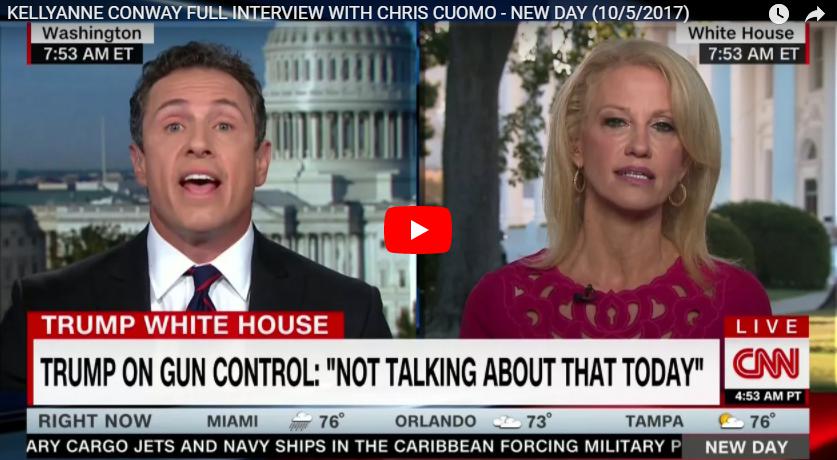 KELLYANNE CONWAY FULL INTERVIEW WITH CHRIS CUOMO - NEW DAY (10/5/2017)
Washington
7:53 AM ET
White House
7:53 AM ET
TRUMP WHITE HOUSE
TRUMP ON GUN CONTROL: "NOT TALKING ABOUT THAT TODAY"
LIVE
CNN
4:53 AM PT
RIGHT NOW MIAMI 76° ORLANDO 73° TAMPA 76°
ARY CARGO JETS AND NAVY SHIPS IN THE CARIBBEAN FORCING MILITARY P
NEW DAY